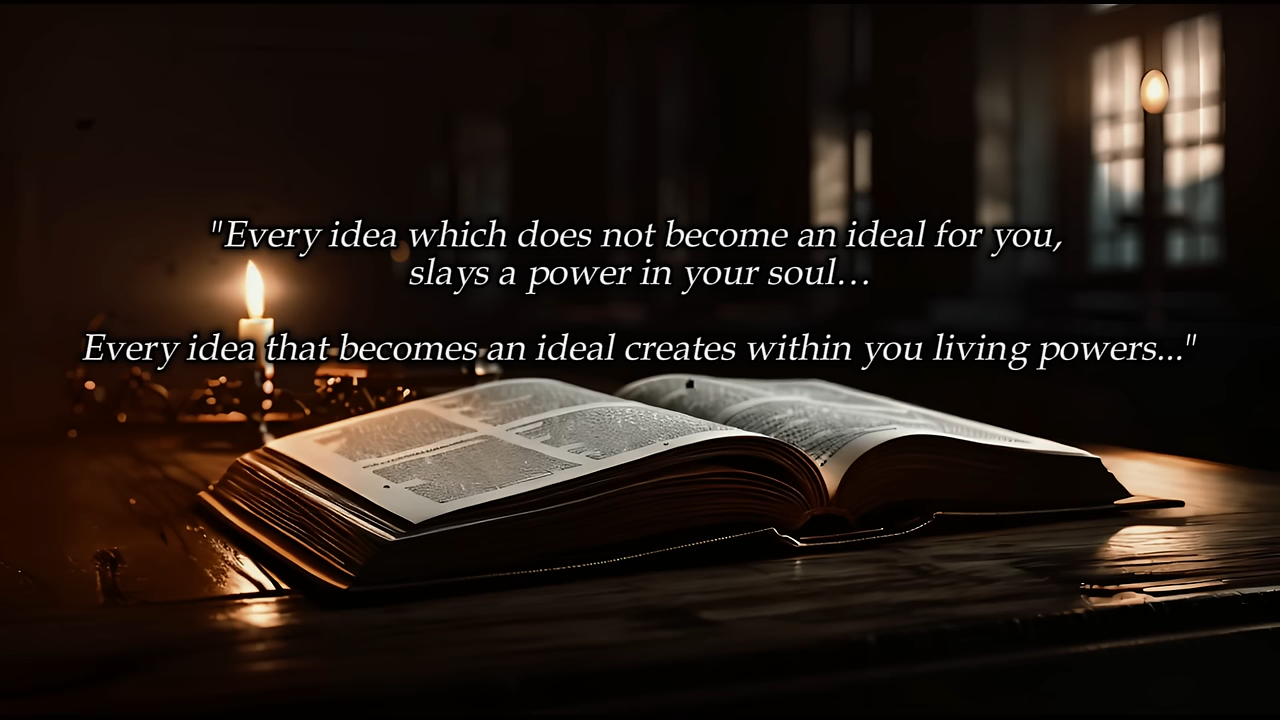 "Every idea which does not become an ideal for you,
slays a power in your soul…
Every idea that becomes an ideal creates within you living powers..."